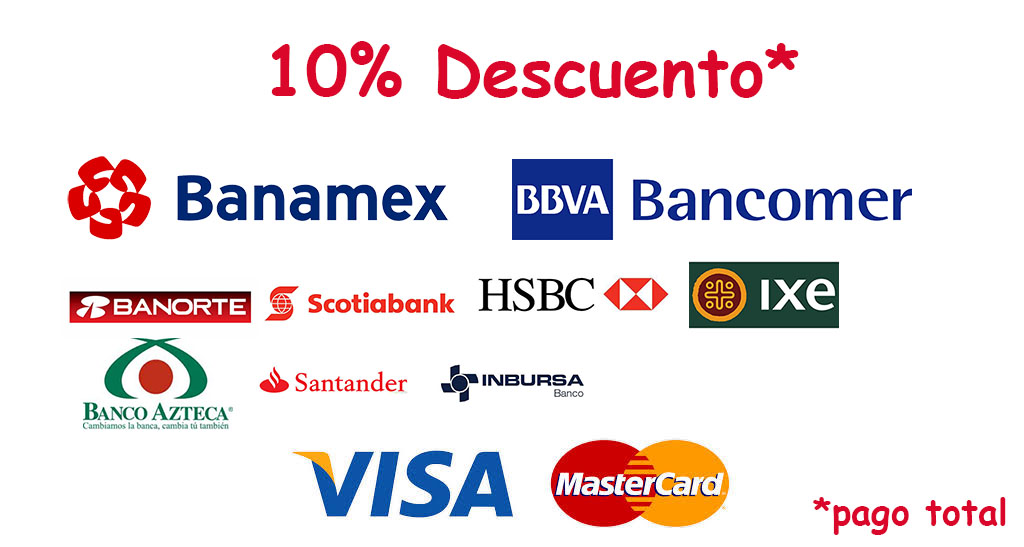 10% Descuento*
Banamex
BBVA Bancomer
BANORTE
Scotiabank
HSBC
ixe
BANCO AZTECA®
Cambiamos la banca, cambia tú también
Santander
INBURSA
Banco
VISA
MasterCard
*pago total